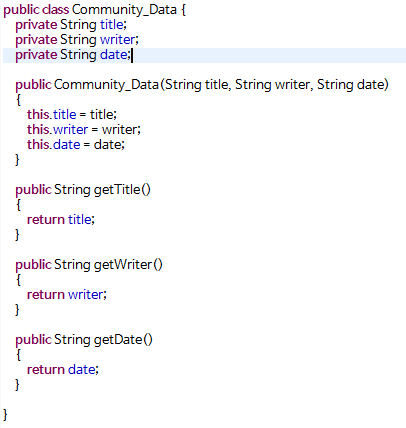 public class Community_Data {
private String title;
private String writer;
private String date;
public Community_Data(String title, String writer, String date)
{
this.title = title;
this.writer = writer;
this.date = date;
}
public String getTitle()
{
return title;
}
public String getWriter()
{
return writer;
}
public String getDate()
{
return date;
}
}